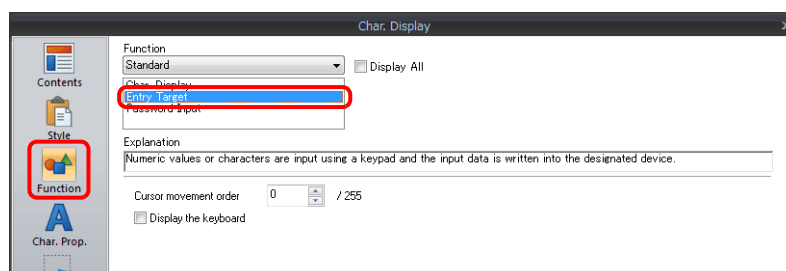 Char. Display
Contents
Style
Function
Char. Prop.
Function
Standard
Display All
Char. Display
Entry Target
Password Input
Explanation
Numeric values or characters are input using a keypad and the input data is written into the designated device.
Cursor movement order 0 / 255
Display the keyboard